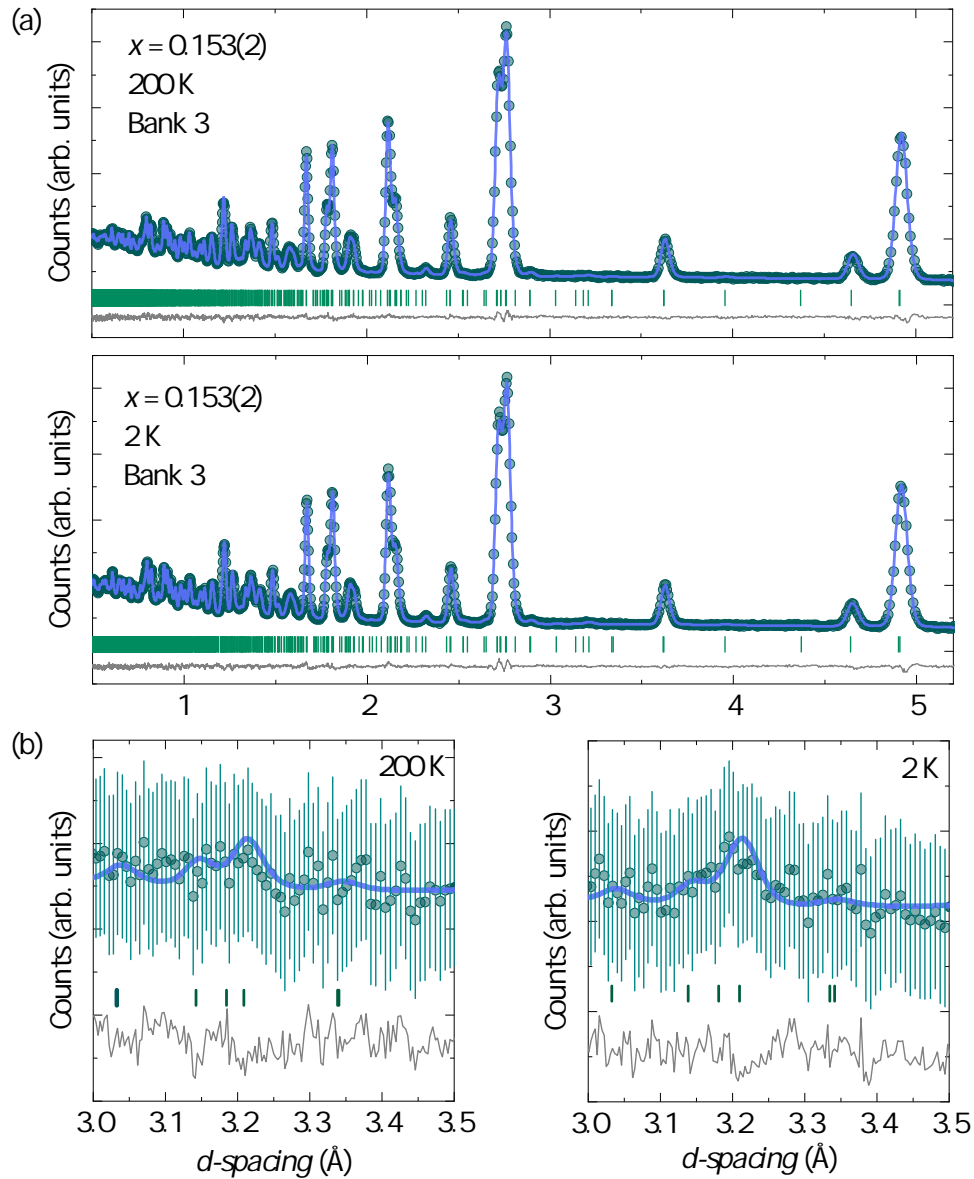 (a)
x = 0.153(2)
200 K
Bank 3
Counts (arb. units)
x = 0.153(2)
2 K
Bank 3
Counts (arb. units)
1 2 3 4 5
(b)
200 K
Counts (arb. units)
3.0 3.1 3.2 3.3 3.4 3.5
d-spacing (Å)
2 K
Counts (arb. units)
3.0 3.1 3.2 3.3 3.4 3.5
d-spacing (Å)